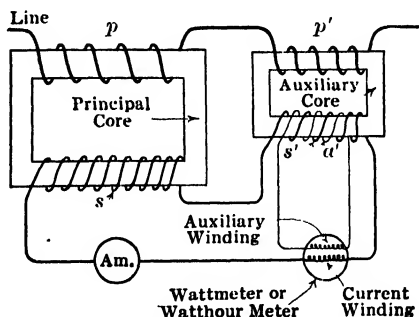 Line
p
p'
Principal
Core
Auxiliary
Core
s
s' a'
Auxiliary
Winding
Am.
Wattmeter or
Watthour Meter
Current
Winding